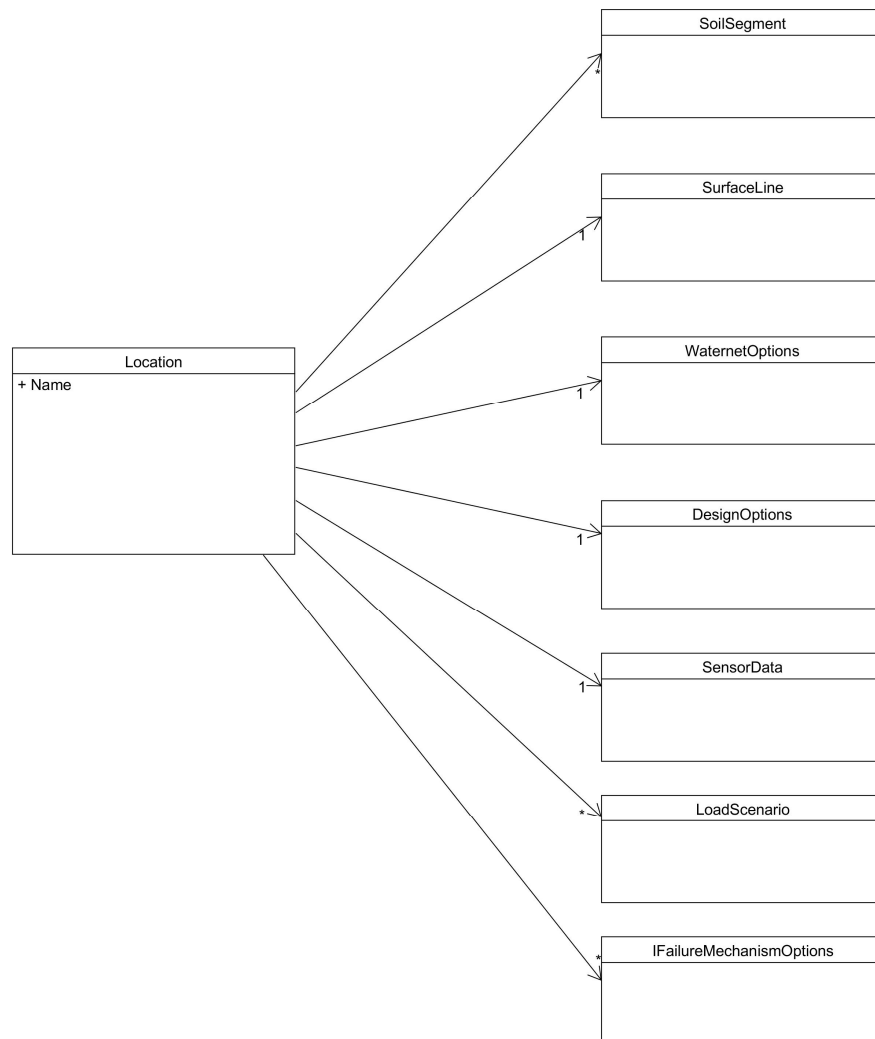 SoilSegment
*
SurfaceLine
1
WaternetOptions
1
Location
+ Name
DesignOptions
1
SensorData
1
LoadScenario
*
IFailureMechanismOptions
*